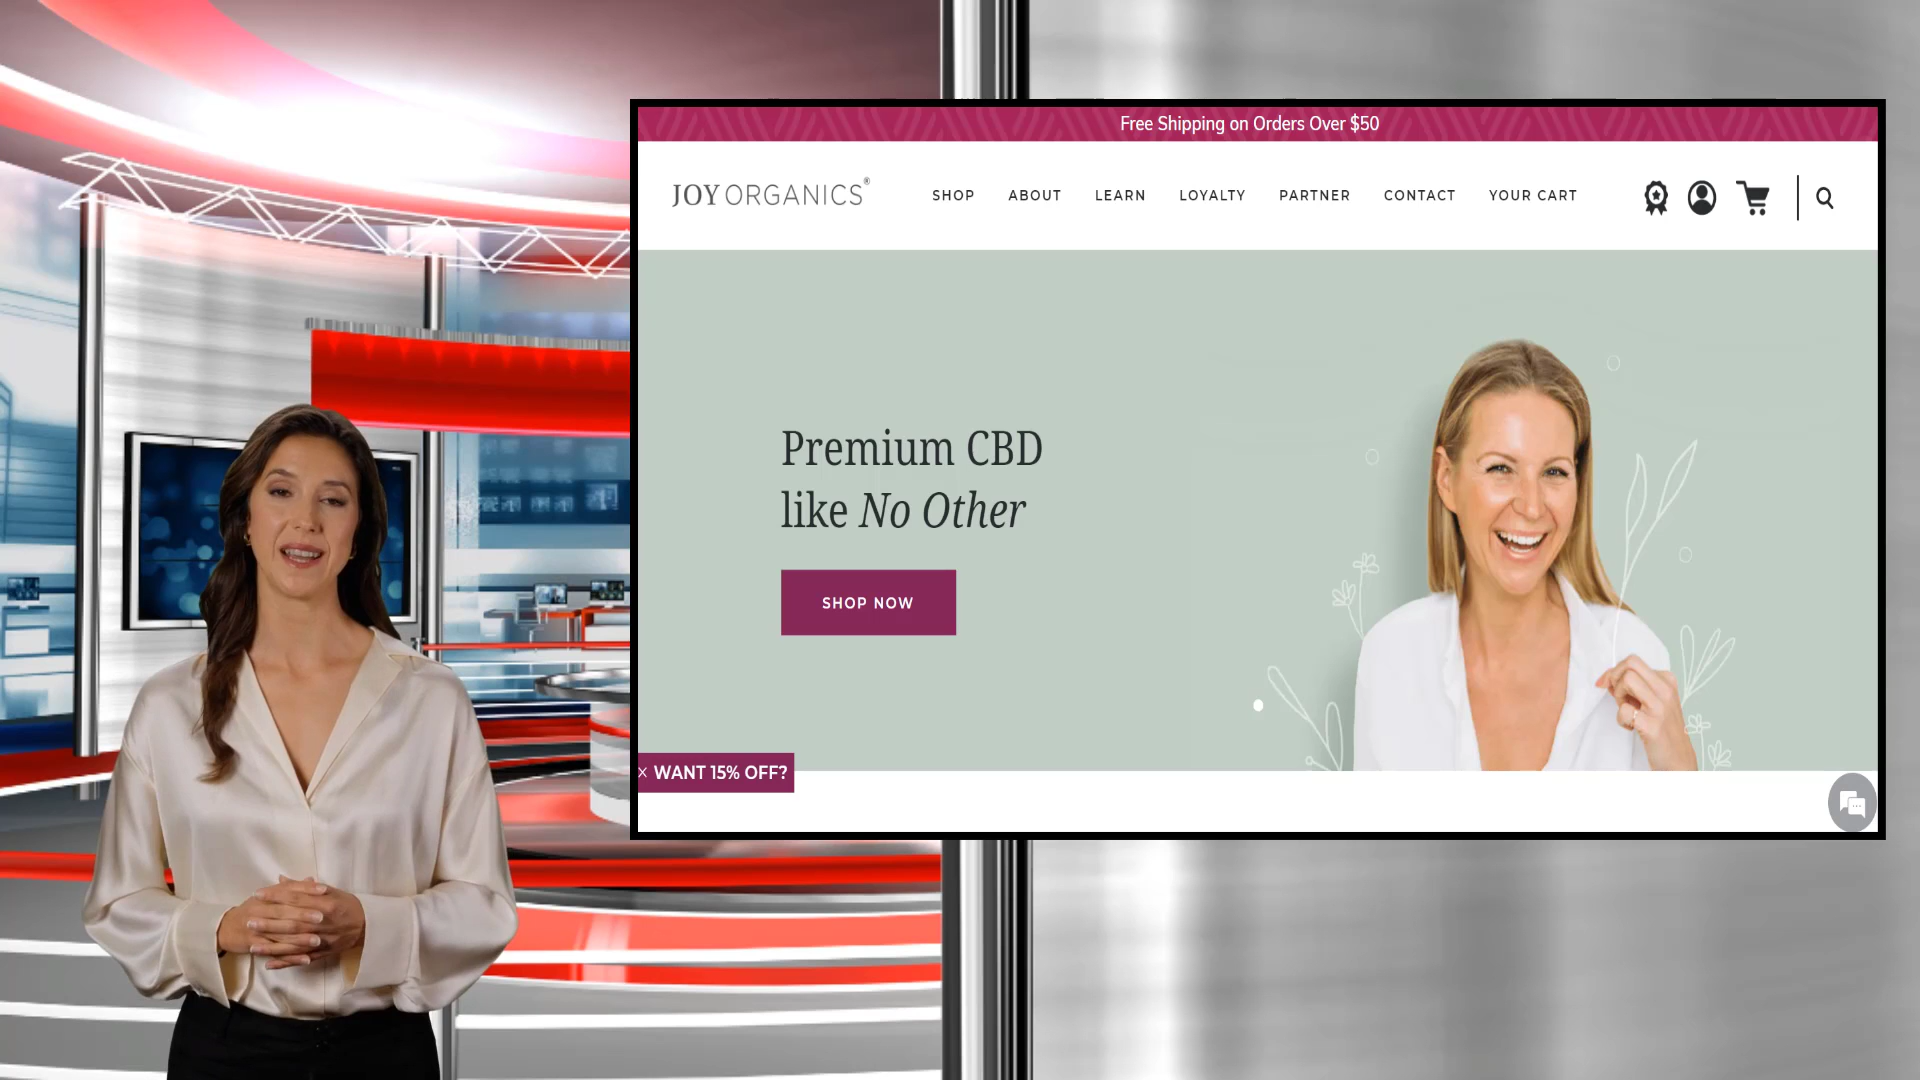 Free Shipping on Orders Over $50
JOY ORGANICS®
SHOP ABOUT LEARN LOYALTY PARTNER CONTACT YOUR CART
Premium CBD
like No Other
SHOP NOW
X WANT 15% OFF?